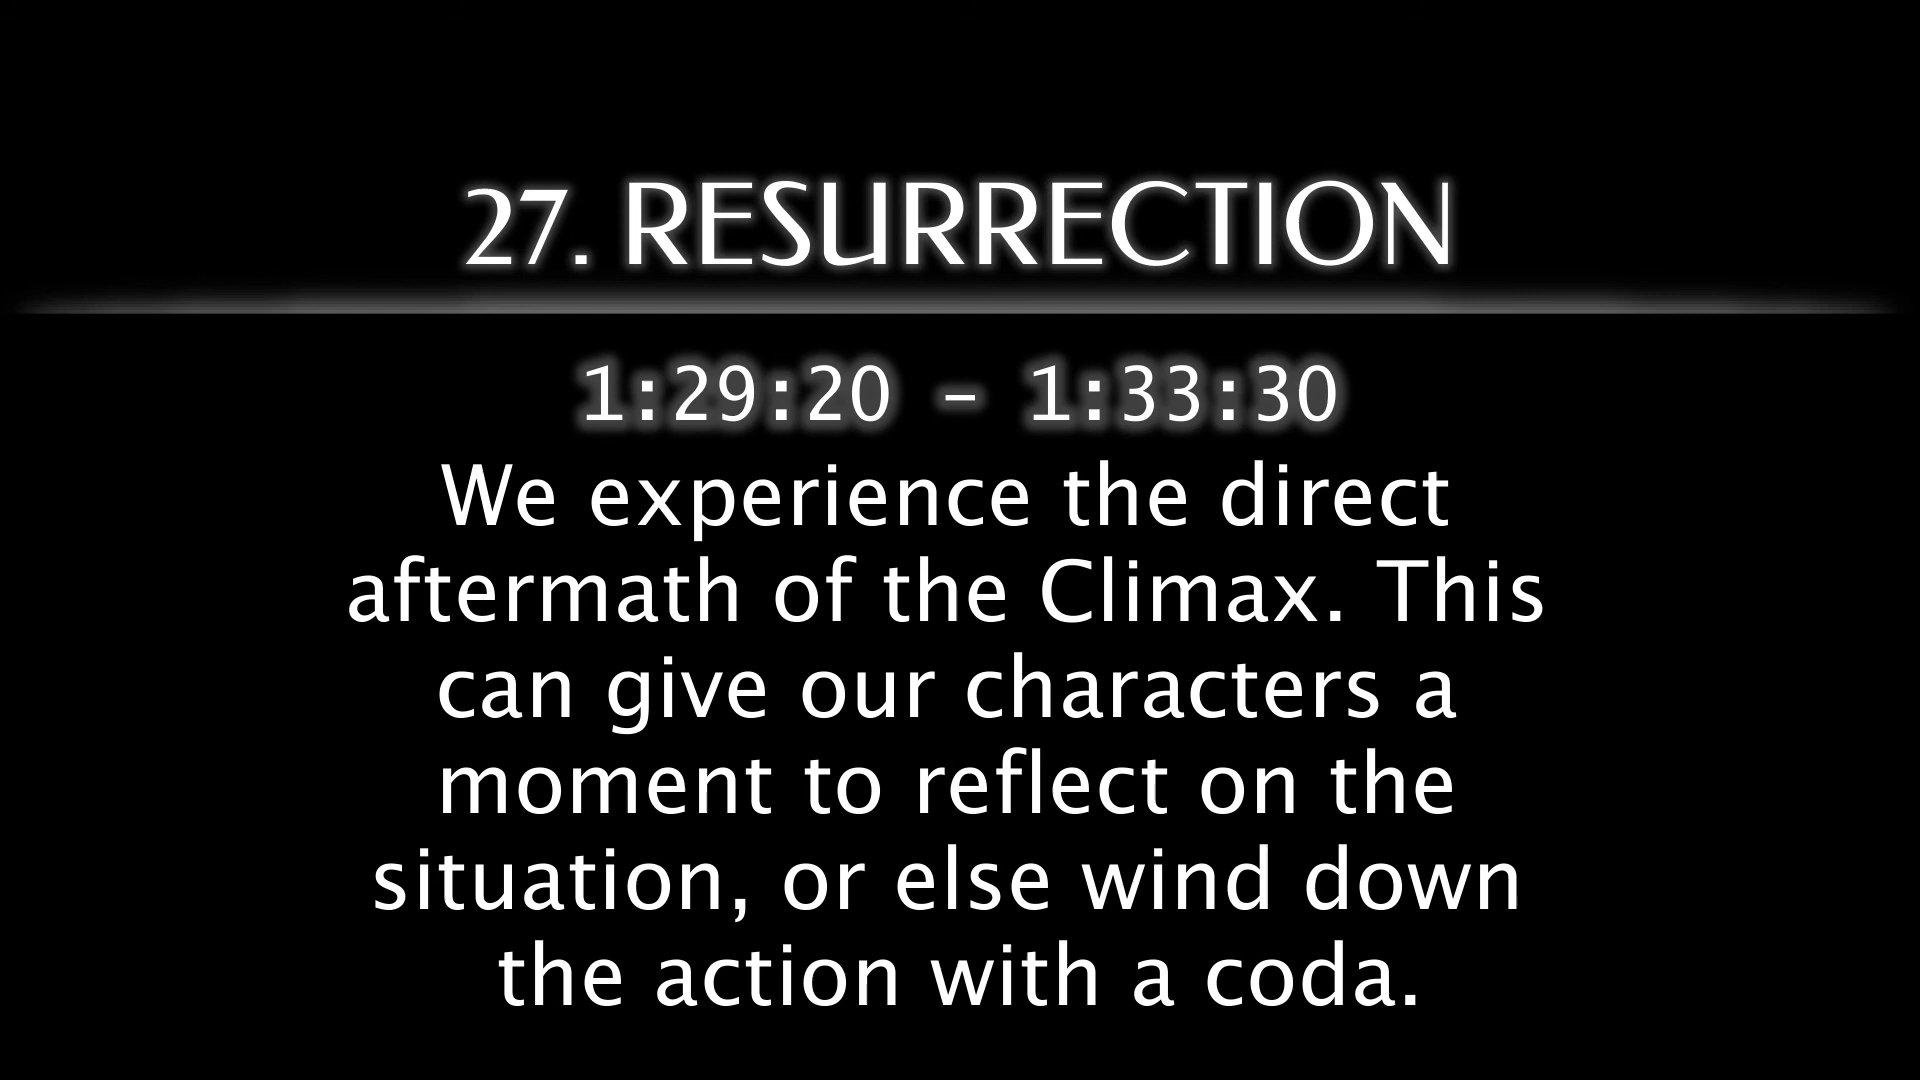 27. RESURRECTION
1:29:20 - 1:33:30
We experience the direct
aftermath of the Climax. This
can give our characters a
moment to reflect on the
situation, or else wind down
the action with a coda.